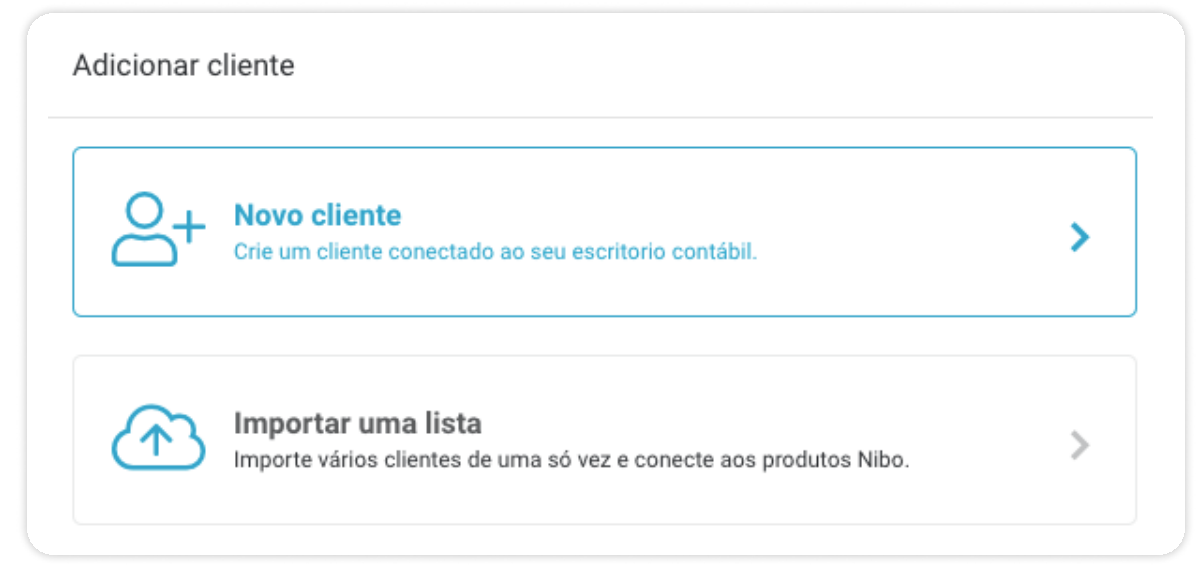 Adicionar cliente
Novo cliente
Crie um cliente conectado ao seu escritorio contábil.
Importar uma lista
Importe vários clientes de uma só vez e conecte aos produtos Nibo.